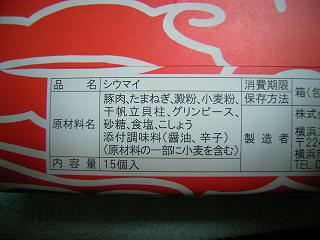 品 名 シウマイ 消費期限 箱(包
原材料名 豚肉、たまねぎ、澱粉、小麦粉、 保存方法
干帆立貝柱、グリンピース、
砂糖、食塩、こしょう
添付調味料(醤油、辛子)
(原材料の一部に小麦を含む)
内 容 量 15個入
製 造 者 株式
横浜
〒22
横浜
TEL